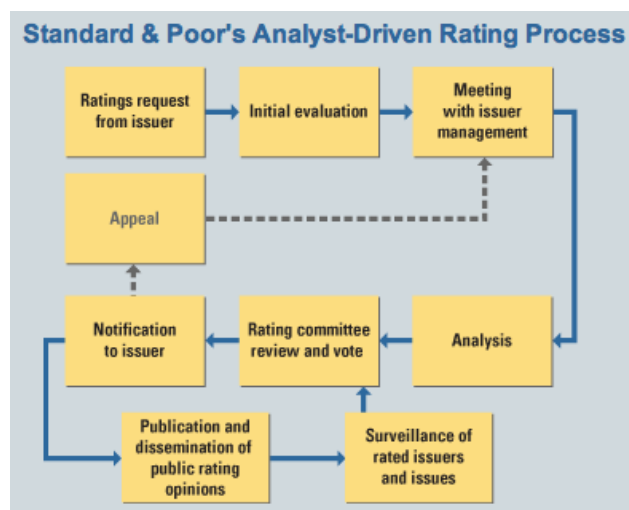 Standard & Poor's Analyst-Driven Rating Process
Ratings request
from issuer
Initial evaluation
Meeting
with issuer
management
Appeal
Notification
to issuer
Rating committee
review and vote
Analysis
Publication and
dissemination of
public rating
opinions
Surveillance of
rated issuers
and issues